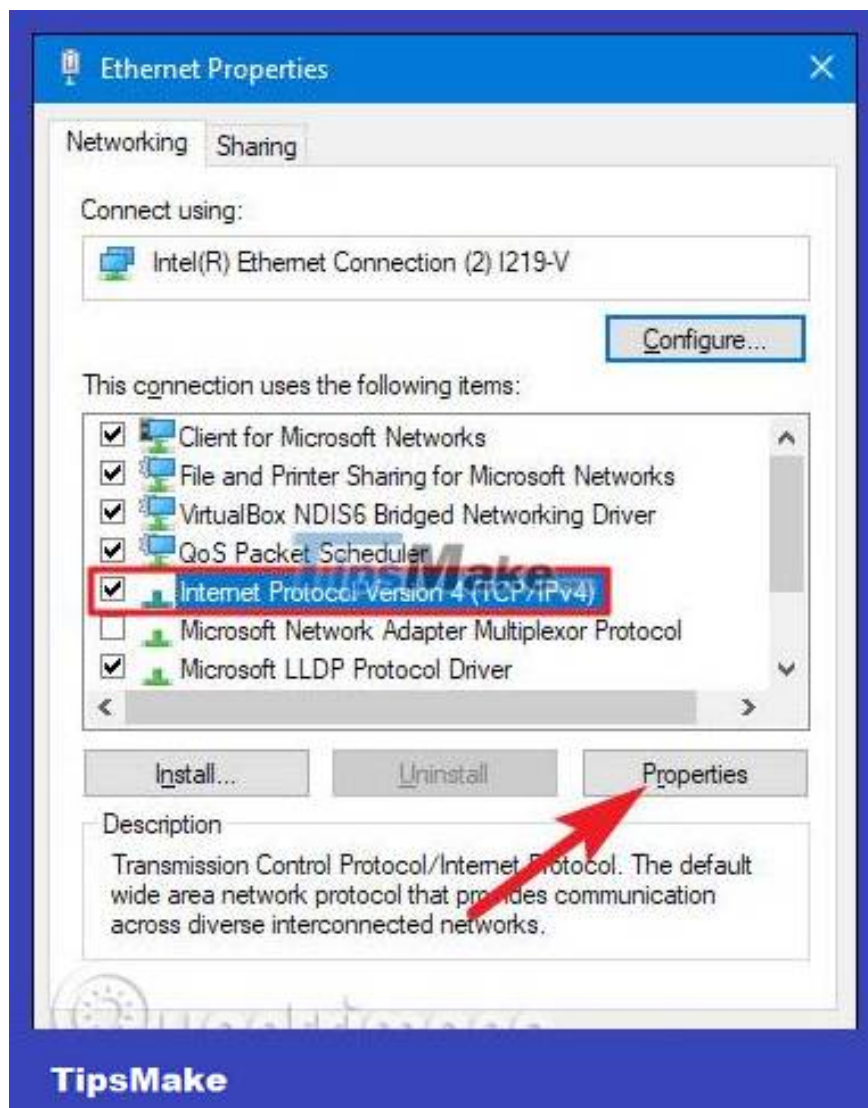 Ethernet Properties
Networking
Sharing
Connect using:
Intel(R) Ethernet Connection (2) I219-V
Configure...
This connection uses the following items:
Client for Microsoft Networks
File and Printer Sharing for Microsoft Networks
VirtualBox NDIS6 Bridged Networking Driver
QoS Packet Scheduler
TipsMake
Internet Protocol Version 4 (TCP/IPv4)
Microsoft Network Adapter Multiplexor Protocol
Microsoft LLDP Protocol Driver
Install...
Uninstall
Properties
Description
Transmission Control Protocol/Internet Protocol. The default
wide area network protocol that provides communication
across diverse interconnected networks.
TipsMake